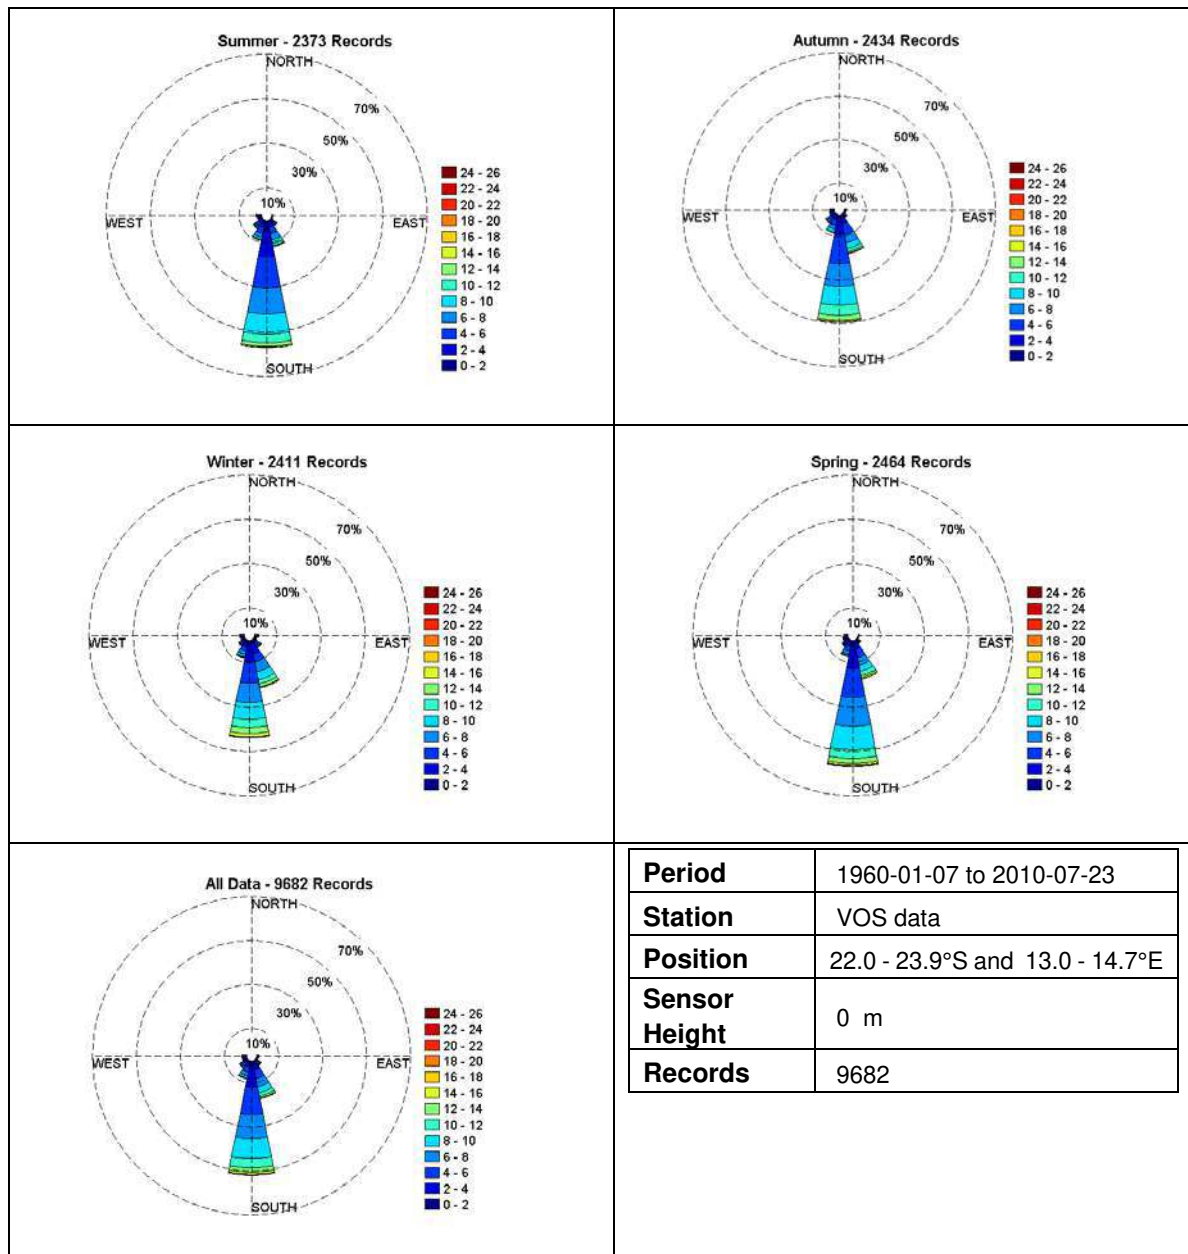 Summer - 2373 Records
NORTH
70%
50%
30%
10%
WEST
EAST
SOUTH
24 - 26
22 - 24
20 - 22
18 - 20
16 - 18
14 - 16
12 - 14
10 - 12
8 - 10
6 - 8
4 - 6
2 - 4
0 - 2
Autumn - 2434 Records
NORTH
70%
50%
30%
10%
WEST
EAST
SOUTH
24 - 26
22 - 24
20 - 22
18 - 20
16 - 18
14 - 16
12 - 14
10 - 12
8 - 10
6 - 8
4 - 6
2 - 4
0 - 2
Winter - 2411 Records
NORTH
70%
50%
30%
10%
WEST
EAST
SOUTH
24 - 26
22 - 24
20 - 22
18 - 20
16 - 18
14 - 16
12 - 14
10 - 12
8 - 10
6 - 8
4 - 6
2 - 4
0 - 2
Spring - 2464 Records
NORTH
70%
50%
30%
10%
WEST
EAST
SOUTH
24 - 26
22 - 24
20 - 22
18 - 20
16 - 18
14 - 16
12 - 14
10 - 12
8 - 10
6 - 8
4 - 6
2 - 4
0 - 2
All Data - 9682 Records
NORTH
70%
50%
30%
10%
WEST
EAST
SOUTH
24 - 26
22 - 24
20 - 22
18 - 20
16 - 18
14 - 16
12 - 14
10 - 12
8 - 10
6 - 8
4 - 6
2 - 4
0 - 2
Period 1960-01-07 to 2010-07-23
Station VOS data
Position 22.0 - 23.9°S and 13.0 - 14.7°E
Sensor
Height 0 m
Records 9682